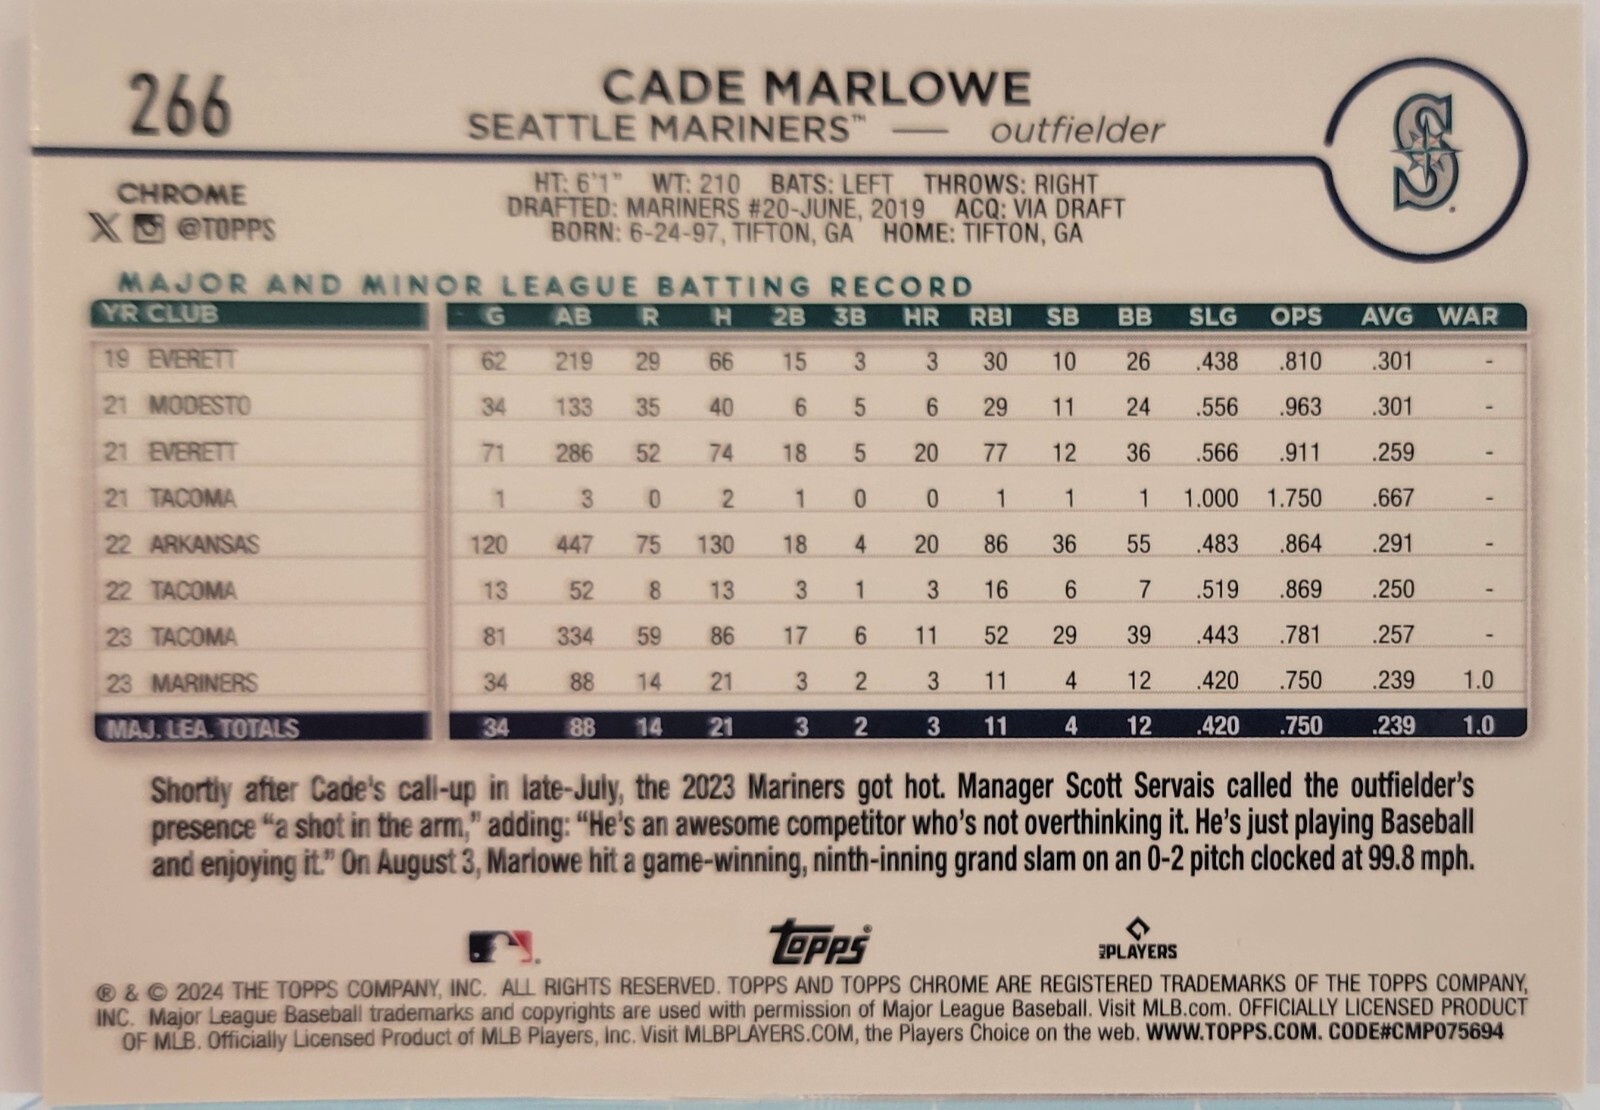 266
CADE MARLOWE
SEATTLE MARINERS™ — outfielder
S
CHROME
X @TOPPS
HT: 6'1" WT: 210 BATS: LEFT THROWS: RIGHT
DRAFTED: MARINERS #20-JUNE, 2019 ACQ: VIA DRAFT
BORN: 6-24-97, TIFTON, GA HOME: TIFTON, GA
MAJOR AND MINOR LEAGUE BATTING RECORD
YR CLUB G AB R H 2B 3B HR RBI SB BB SLG OPS AVG WAR
19 EVERETT 62 219 29 66 15 3 3 30 10 26 .438 .810 .301 -
21 MODESTO 34 133 35 40 6 5 6 29 11 24 .556 .963 .301 -
21 EVERETT 71 286 52 74 18 5 20 77 12 36 .566 .911 .259 -
21 TACOMA 1 3 0 2 1 0 0 1 1 1 1.000 1.750 .667 -
22 ARKANSAS 120 447 75 130 18 4 20 86 36 55 .483 .864 .291 -
22 TACOMA 13 52 8 13 3 1 3 16 6 7 .519 .869 .250 -
23 TACOMA 81 334 59 86 17 6 11 52 29 39 .443 .781 .257 -
23 MARINERS 34 88 14 21 3 2 3 11 4 12 .420 .750 .239 1.0
MAJ. LEA. TOTALS 34 88 14 21 3 2 3 11 4 12 .420 .750 .239 1.0
Shortly after Cade's call-up in late-July, the 2023 Mariners got hot. Manager Scott Servais called the outfielder's
presence "a shot in the arm," adding: "He's an awesome competitor who's not overthinking it. He's just playing Baseball
and enjoying it." On August 3, Marlowe hit a game-winning, ninth-inning grand slam on an 0-2 pitch clocked at 99.8 mph.
Topps®
MLB PLAYERS
® & © 2024 THE TOPPS COMPANY, INC. ALL RIGHTS RESERVED. TOPPS AND TOPPS CHROME ARE REGISTERED TRADEMARKS OF THE TOPPS COMPANY,
INC. Major League Baseball trademarks and copyrights are used with permission of Major League Baseball. Visit MLB.com. OFFICIALLY LICENSED PRODUCT
OF MLB. Officially Licensed Product of MLB Players, Inc. Visit MLBPLAYERS.COM, the Players Choice on the web. WWW.TOPPS.COM. CODE#CMP075694